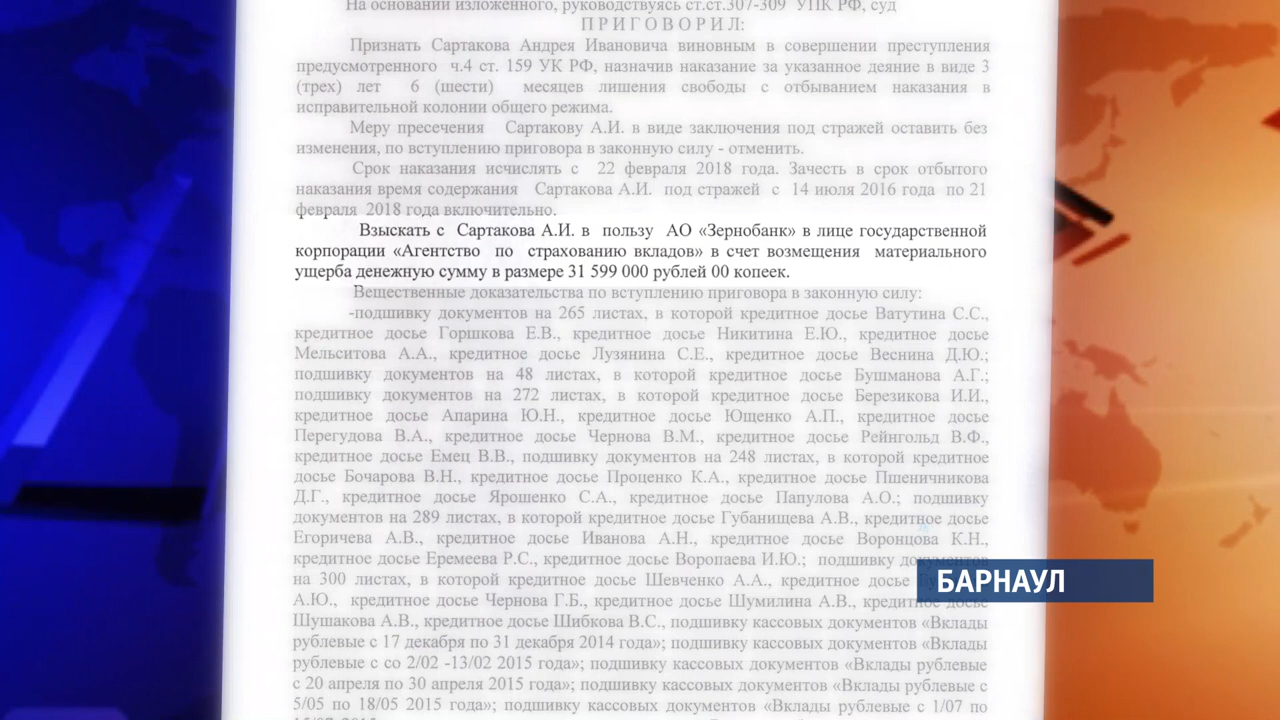 На основании изложенного, руководствуясь ст.ст.307-309 УПК РФ, суд
П Р И Г О В О Р И Л:
Признать Сартакова Андрея Ивановича виновным в совершении преступления
предусмотренного ч.4 ст. 159 УК РФ, назначив наказание за указанное деяние в виде 3
(трех) лет 6 (шести) месяцев лишения свободы с отбыванием наказания в
исправительной колонии общего режима.
Меру пресечения Сартакову А.И. в виде заключения под стражей оставить без
изменения, по вступлению приговора в законную силу - отменить.
Срок наказания исчислять с 22 февраля 2018 года. Зачесть в срок отбытого
наказания время содержания Сартакова А.И. под стражей с 14 июля 2016 года по 21
февраля 2018 года включительно.
Взыскать с Сартакова А.И. в пользу АО «Зернобанк» в лице государственной
корпорации «Агентство по страхованию вкладов» в счет возмещения материального
ущерба денежную сумму в размере 31 599 000 рублей 00 копеек.
Вещественные доказательства по вступлению приговора в законную силу:
-подшивку документов на 265 листах, в которой кредитное досье Ватутина С.С.,
кредитное досье Горшкова Е.В., кредитное досье Никитина Е.Ю., кредитное досье
Мельситова А.А., кредитное досье Лузянина С.Е., кредитное досье Веснина Д.Ю.;
подшивку документов на 48 листах, в которой кредитное досье Бушманова А.Г.;
подшивку документов на 272 листах, в которой кредитное досье Березикова И.И.,
кредитное досье Апарина Ю.Н., кредитное досье Ющенко А.П., кредитное досье
Перегудова В.А., кредитное досье Чернова В.М., кредитное досье Рейнгольд В.Ф.,
кредитное досье Емец В.В., подшивку документов на 248 листах, в которой кредитное
досье Бочарова В.Н., кредитное досье Проценко К.А., кредитное досье Пшеничникова
Д.Г., кредитное досье Ярошенко С.А., кредитное досье Папулова А.О.; подшивку
документов на 289 листах, в которой кредитное досье Губанищева А.В., кредитное досье
Егоричева А.В., кредитное досье Иванова А.Н., кредитное досье Воронцова К.Н.,
кредитное досье Еремеева Р.С., кредитное досье Воропаева И.Ю.; подшивку документов
на 300 листах, в которой кредитное досье Шевченко А.А., кредитное досье
А.Ю., кредитное досье Чернова Г.Б., кредитное досье Шумилина А.В., кредитное досье
Шушакова А.В., кредитное досье Шибкова В.С., подшивку кассовых документов «Вклады
рублевые с 17 декабря по 31 декабря 2014 года»; подшивку кассовых документов «Вклады
рублевые с со 2/02 -13/02 2015 года»; подшивку кассовых документов «Вклады рублевые
с 20 апреля по 30 апреля 2015 года»; подшивку кассовых документов «Вклады рублевые с
5/05 по 18/05 2015 года»; подшивку кассовых документов «Вклады рублевые с 1/07 по
БАРНАУЛ